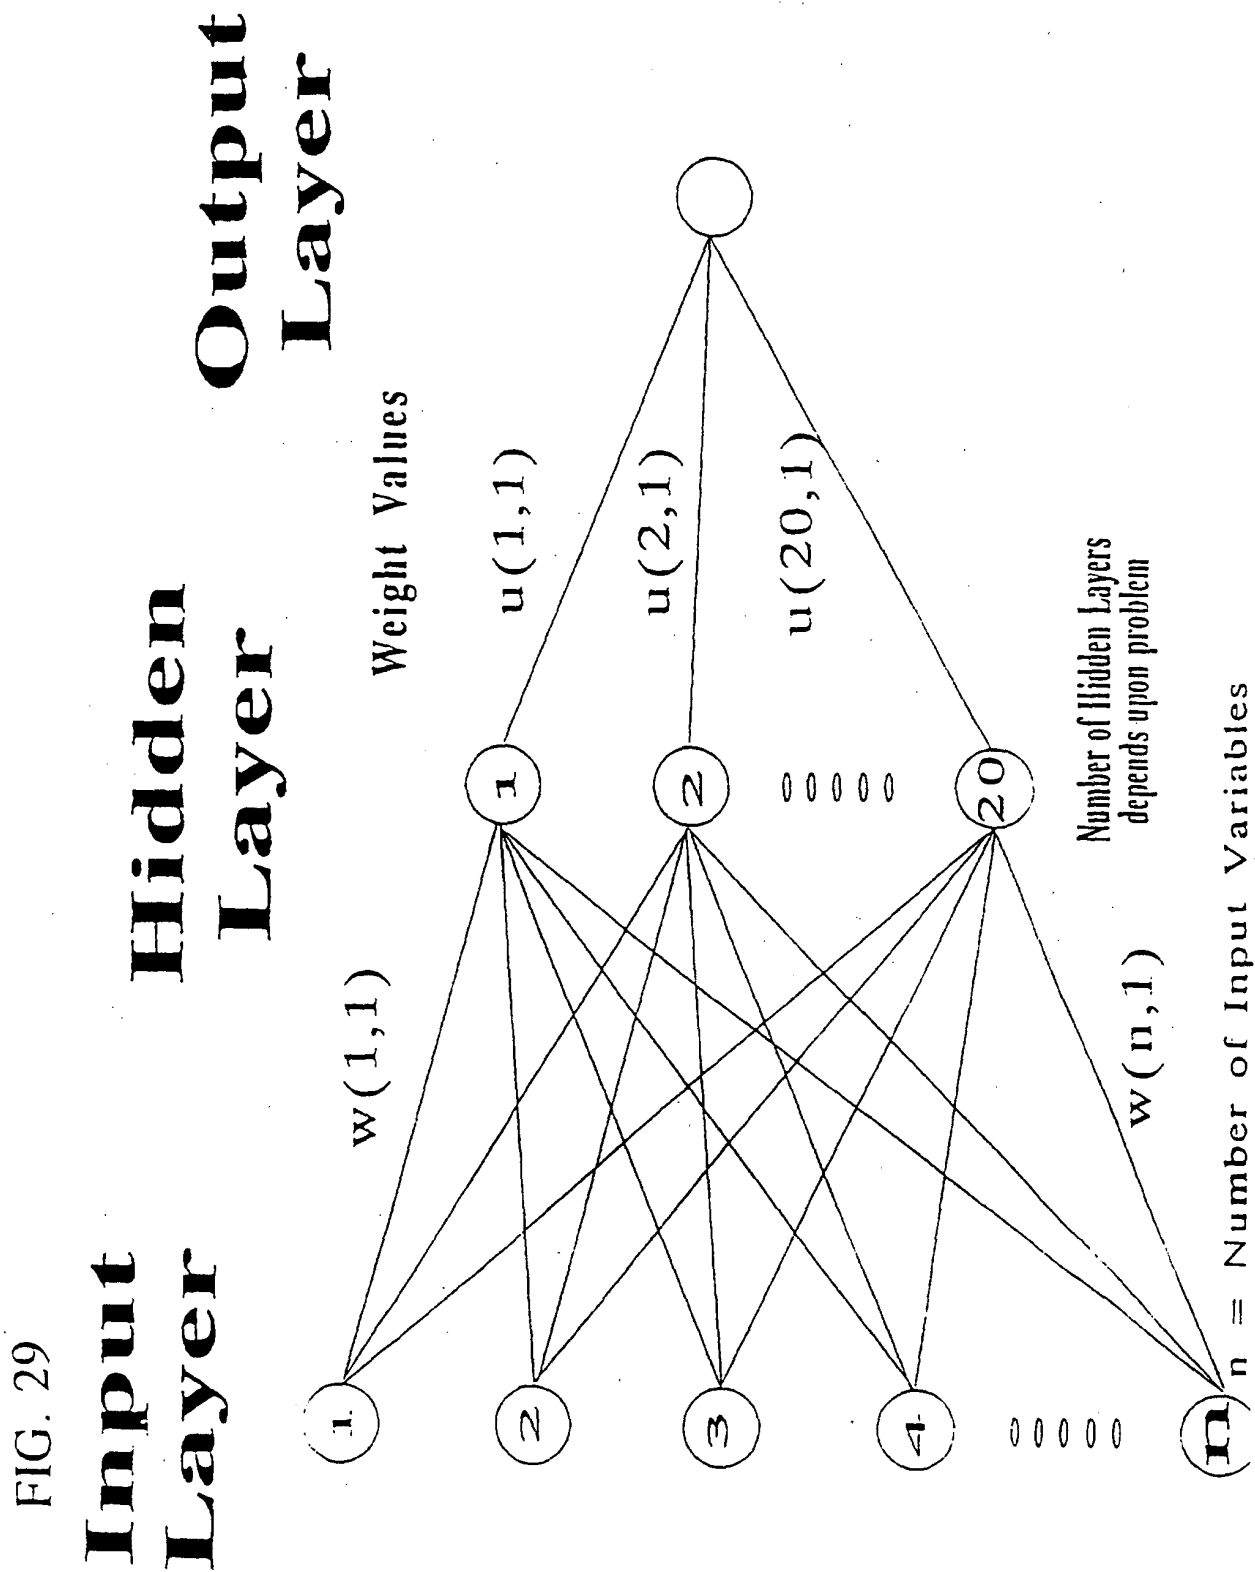 FIG. 29
Input
Layer
Hidden
Layer
Output
Layer
Weight Values
w(1,1)
u(1,1)
u(2,1)
u(20,1)
1
2
3
4
n
1
2
20
w(n,1)
Number of Hidden Layers
depends upon problem
n = Number of Input Variables